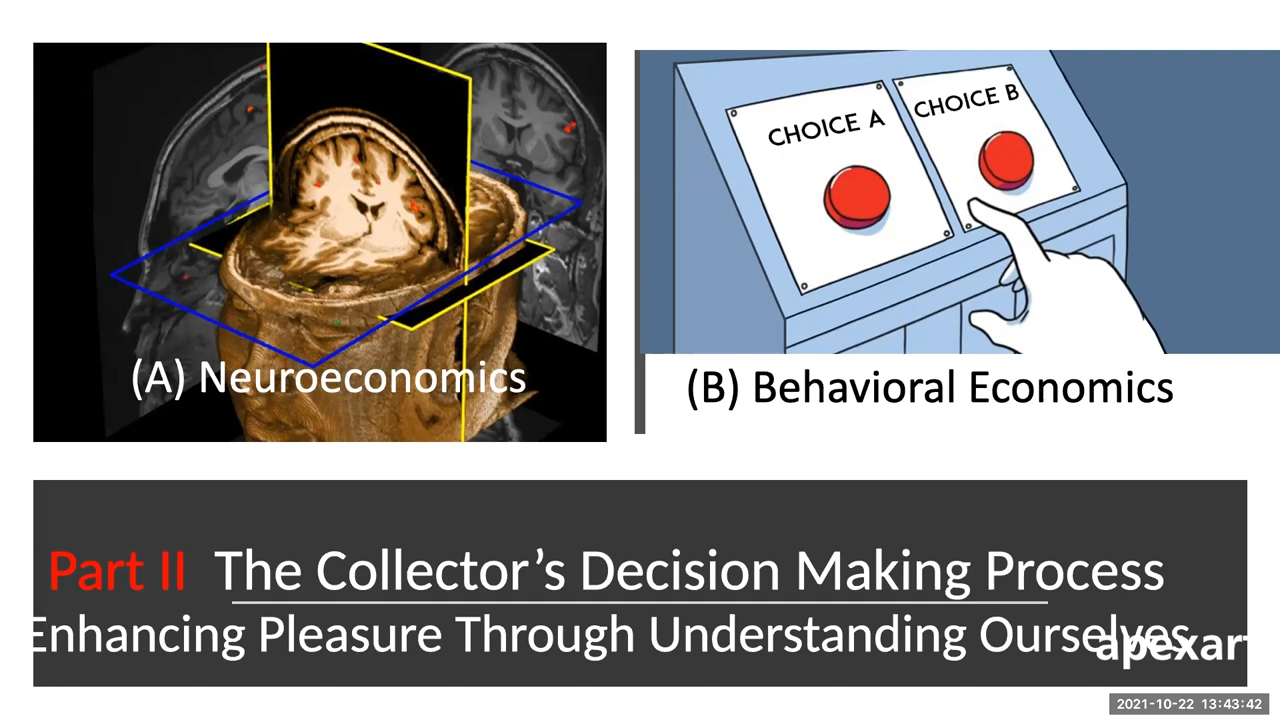 CHOICE A
CHOICE B
(A) Neuroeconomics
(B) Behavioral Economics
Part II The Collector’s Decision Making Process
Enhancing Pleasure Through Understanding Ourselves
apexart
2021-10-22 13:43:42